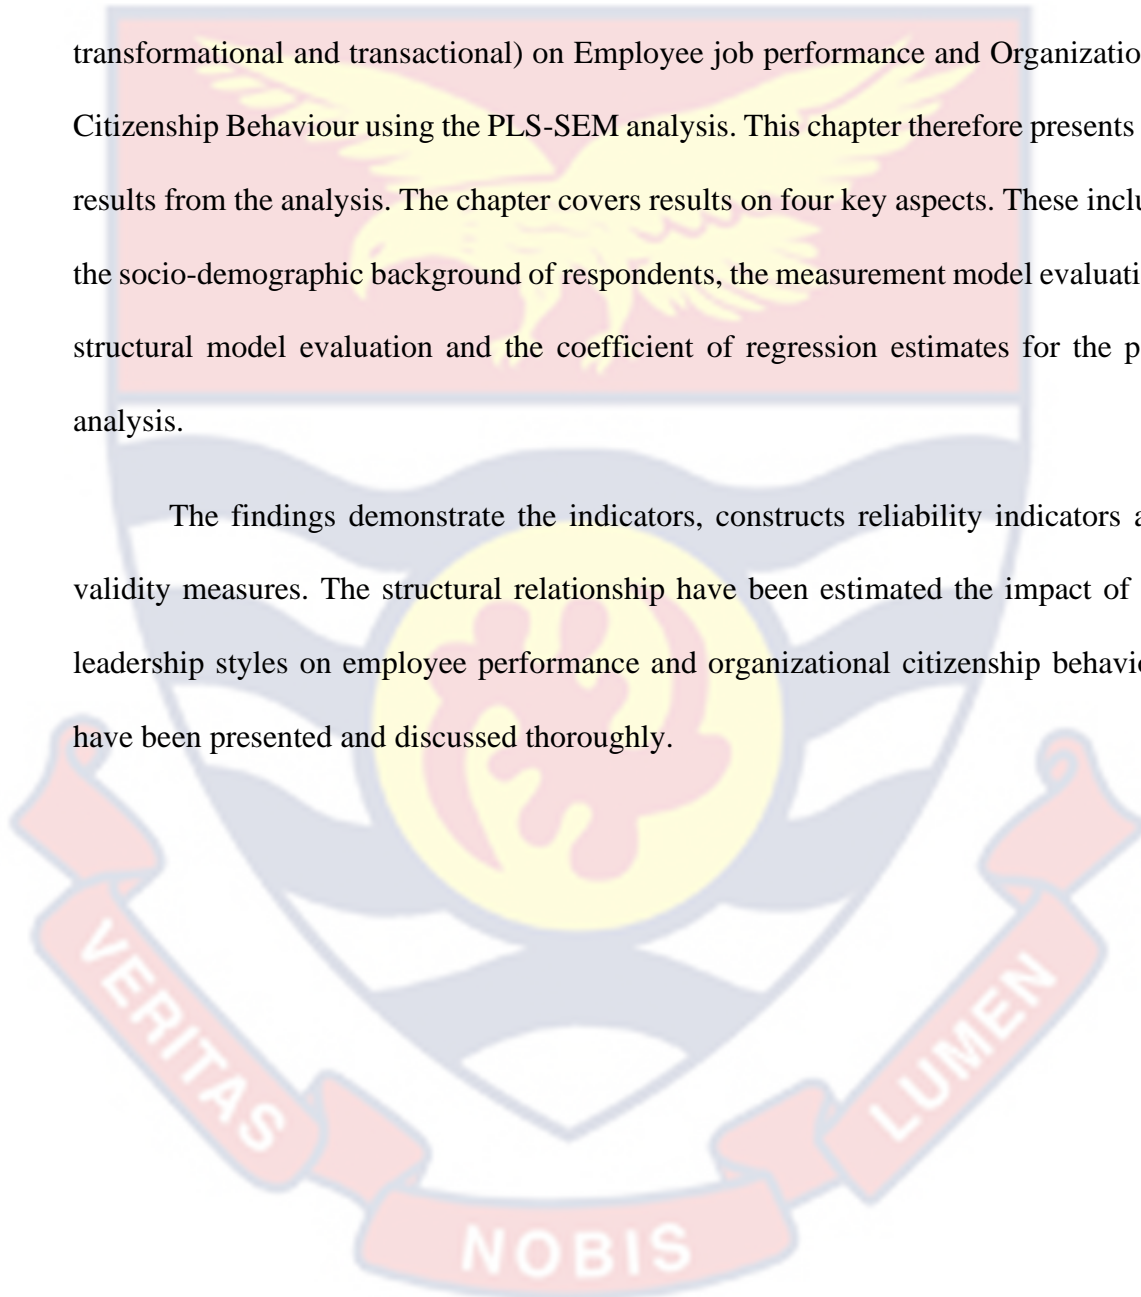 transformational and transactional) on Employee job performance and Organizatio
Citizenship Behaviour using the PLS-SEM analysis. This chapter therefore presents
results from the analysis. The chapter covers results on four key aspects. These inclu
the socio-demographic background of respondents, the measurement model evaluati
structural model evaluation and the coefficient of regression estimates for the p
analysis.
The findings demonstrate the indicators, constructs reliability indicators a
validity measures. The structural relationship have been estimated the impact of
leadership styles on employee performance and organizational citizenship behavio
have been presented and discussed thoroughly.
VERITAS
NOBIS
LUMEN